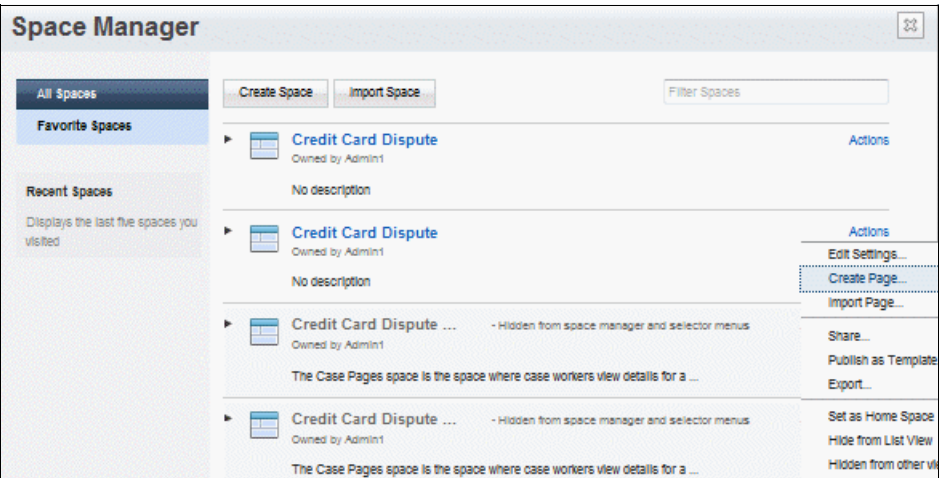 Space Manager
All Spaces
Favorite Spaces
Recent Spaces
Displays the last five spaces you
visited
Create Space Import Space Filter Spaces
Credit Card Dispute Actions
Owned by Admin1
No description
Credit Card Dispute Actions
Owned by Admin1
No description
Edit Settings...
Create Page...
Import Page...
Share...
Publish as Template
Export...
Set as Home Space
Hide from List View
Hidden from other vie
Credit Card Dispute ... - Hidden from space manager and selector menus
Owned by Admin1
The Case Pages space is the space where case workers view details for a ...
Credit Card Dispute ... - Hidden from space manager and selector menus
Owned by Admin1
The Case Pages space is the space where case workers view details for a ...